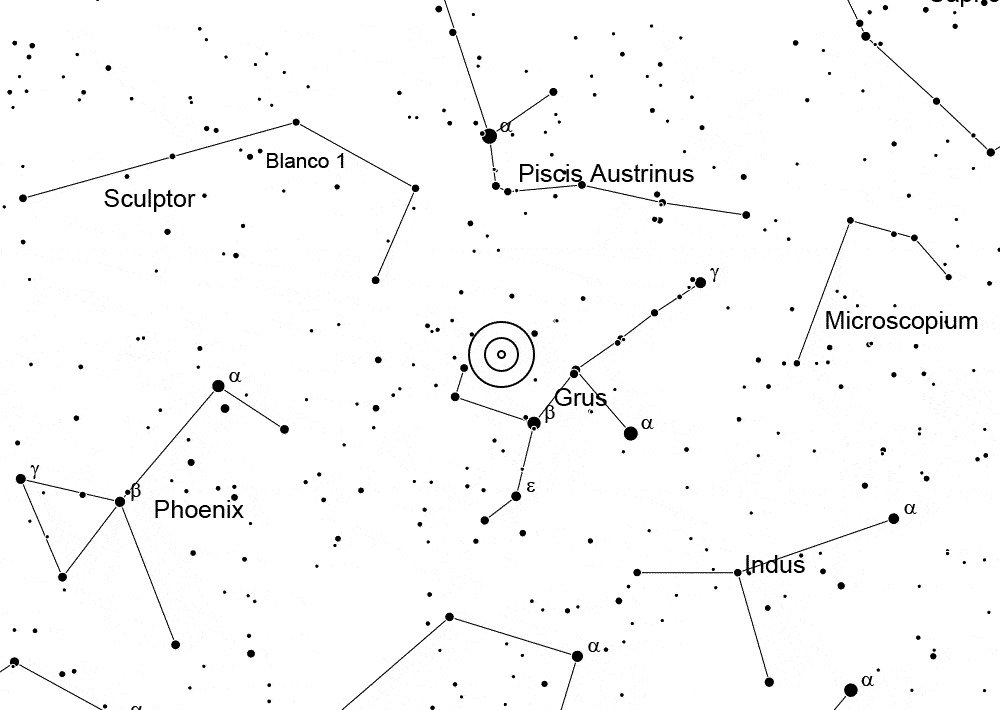 α
Blanco 1
Piscis Austrinus
Sculptor
γ
Microscopium
α
Grus
β
α
γ
β
ε
Phoenix
α
Indus
α
α